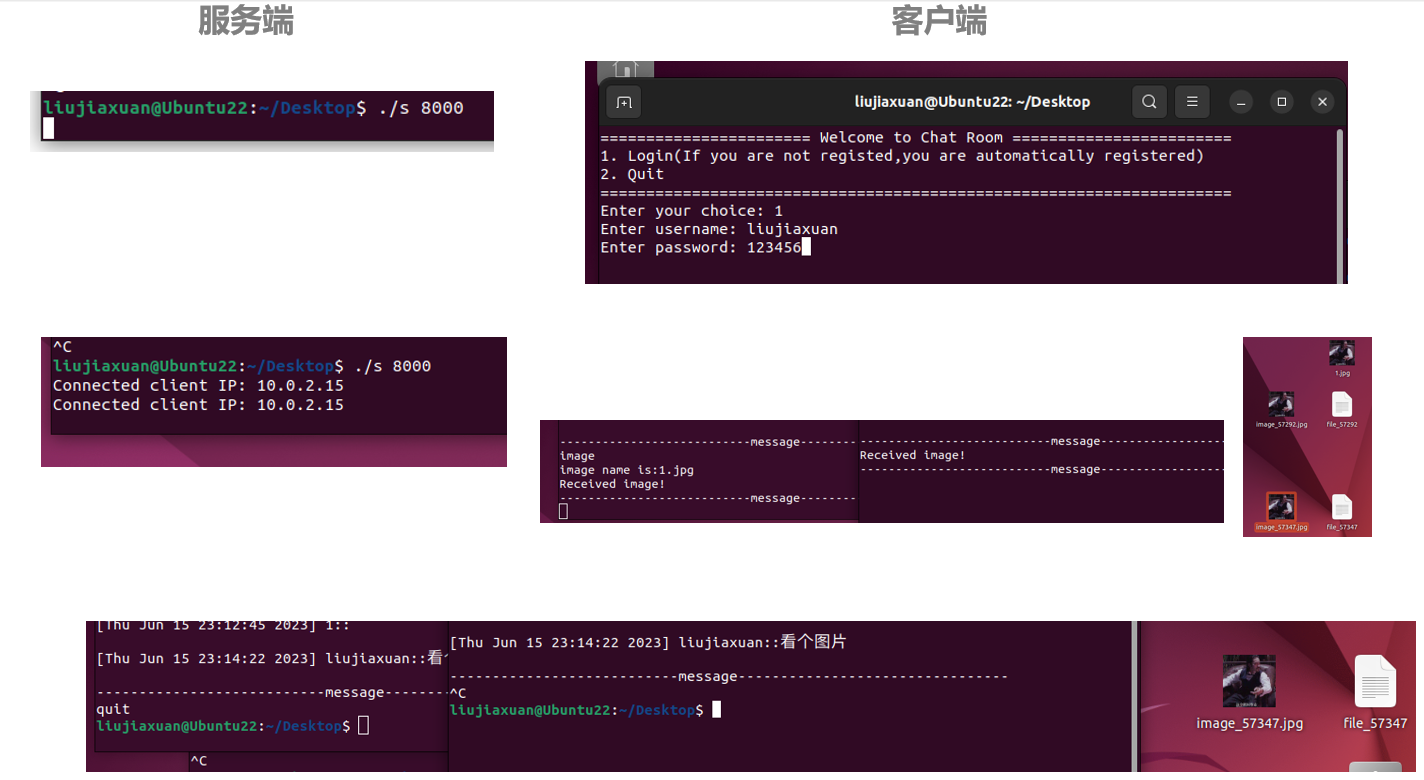 服务端
客户端
liujiaxuan@Ubuntu22:~/Desktop$ ./s 8000
liujiaxuan@Ubuntu22: ~/Desktop
======================= Welcome to Chat Room ========================
1. Login(If you are not registed,you are automatically registered)
2. Quit
=====================================================================
Enter your choice: 1
Enter username: liujiaxuan
Enter password: 123456
^C
liujiaxuan@Ubuntu22:~/Desktop$ ./s 8000
Connected client IP: 10.0.2.15
Connected client IP: 10.0.2.15
--------------------------message--------
image
image name is:1.jpg
Received image!
--------------------------message--------
--------------------------message-----------------
Received image!
--------------------------message-----------------
1.jpg
image_57292.jpg
file_57292
image_57347.jpg
file_57347
[Thu Jun 15 23:12:45 2023] 1::
[Thu Jun 15 23:14:22 2023] liujiaxuan::看
--------------------------message-------
quit
liujiaxuan@Ubuntu22:~/Desktop$
^C
[Thu Jun 15 23:14:22 2023] liujiaxuan::看个图片
--------------------------message-------------------------------
^C
liujiaxuan@Ubuntu22:~/Desktop$
image_57347.jpg
file_57347